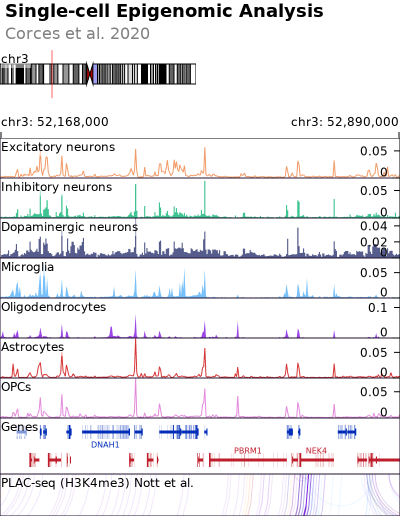 Single-cell Epigenomic Analysis
Corces et al. 2020
chr3
chr3: 52,168,000 chr3: 52,890,000
Excitatory neurons 0.05
0
Inhibitory neurons 0.05
0
Dopaminergic neurons 0.04
0.02
0
Microglia 0.05
0
Oligodendrocytes 0.1
0
Astrocytes 0.05
0
OPCs 0.05
0
Genes
DNAH1
PBRM1 NEK4
PLAC-seq (H3K4me3) Nott et al.